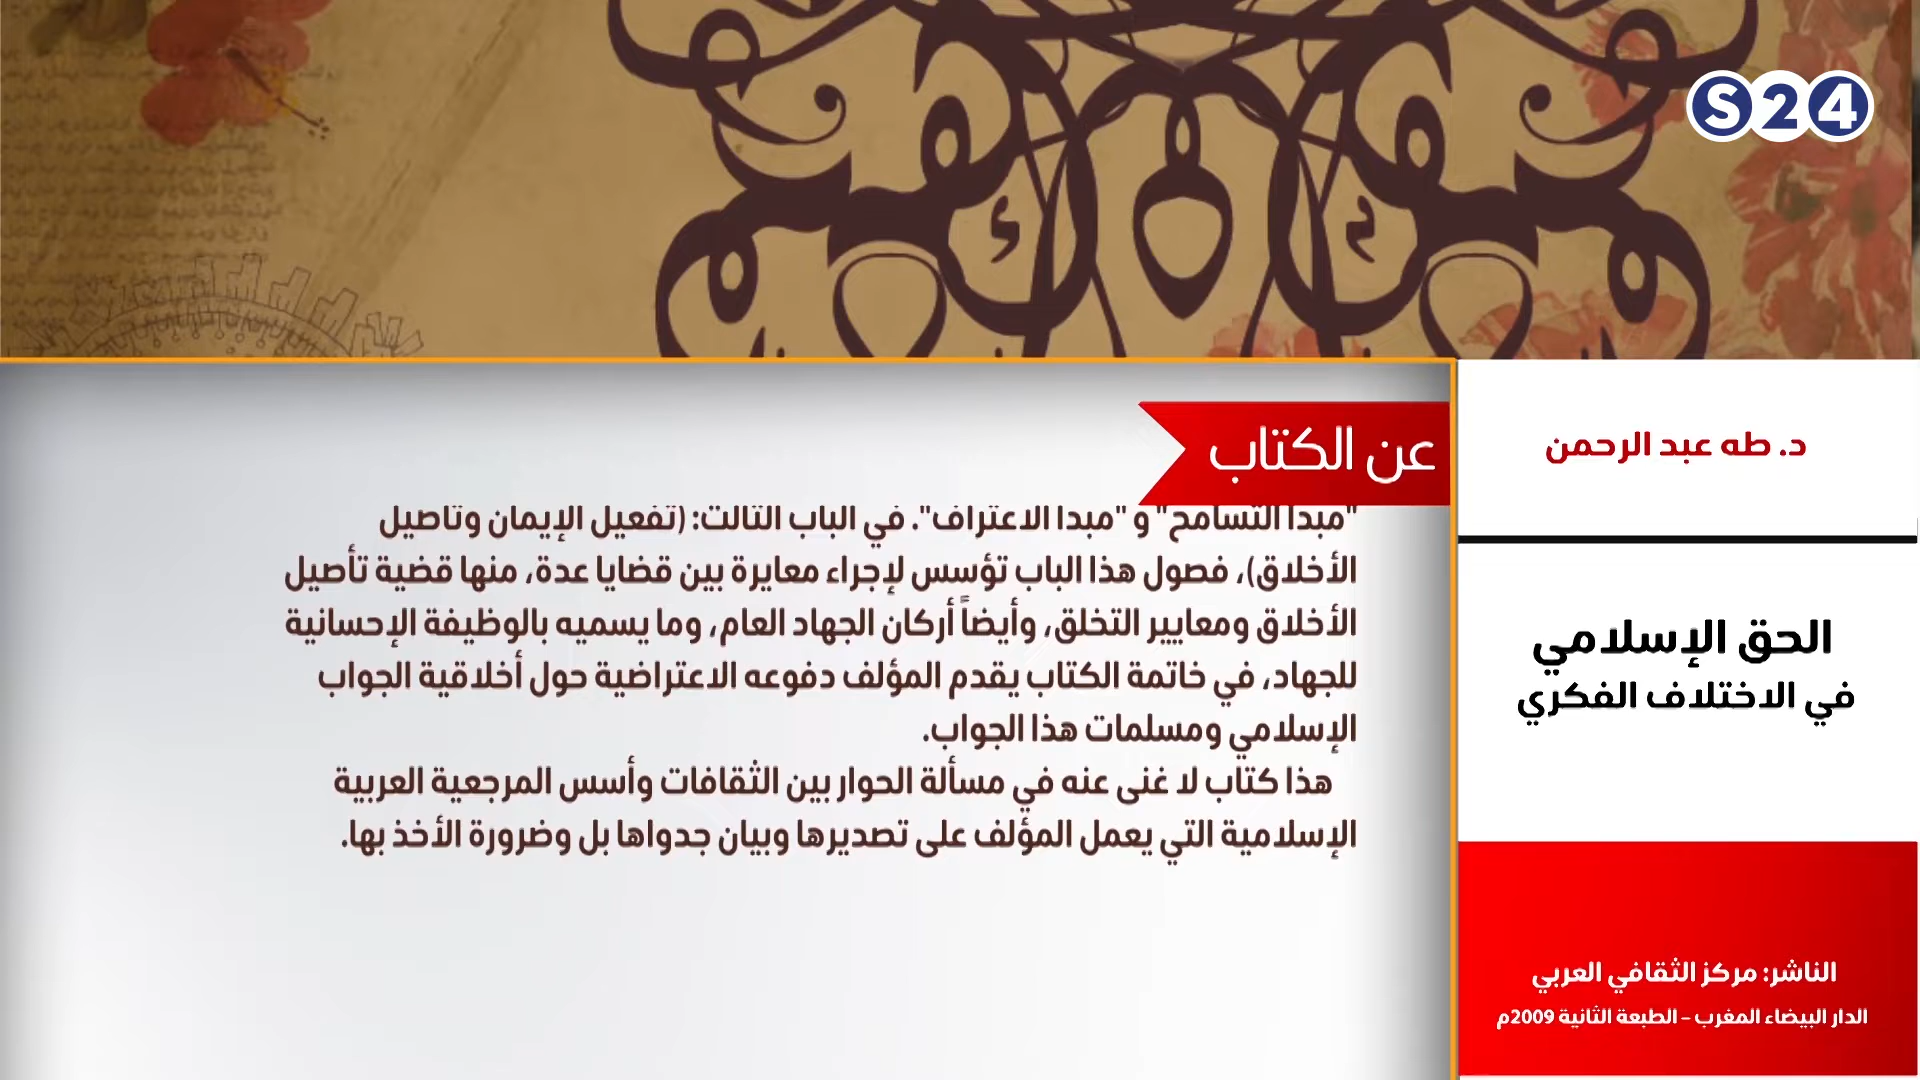 S24
عن الكتاب
"مبدأ التسامح" و "مبدأ الاعتراف". في الباب الثالث: (تفعيل الإيمان وتأصيل
الأخلاق)، فصول هذا الباب تؤسس لإجراء معايرة بين قضايا عدة، منها قضية تأصيل
الأخلاق ومعايير التخلق، وأيضاً أركان الجهاد العام، وما يسميه بالوظيفة الإحسانية
للجهاد، في خاتمة الكتاب يقدم المؤلف دفوعه الاعتراضية حول أخلاقية الجواب
الإسلامي ومسلمات هذا الجواب.
هذا كتاب لا غنى عنه في مسألة الحوار بين الثقافات وأسس المرجعية العربية
الإسلامية التي يعمل المؤلف على تصديرها وبيان جدواها بل وضرورة الأخذ بها.
د. طه عبد الرحمن
الحق الإسلامي
في الاختلاف الفكري
الناشر: مركز الثقافي العربي
الدار البيضاء المغرب – الطبعة الثانية 2009م